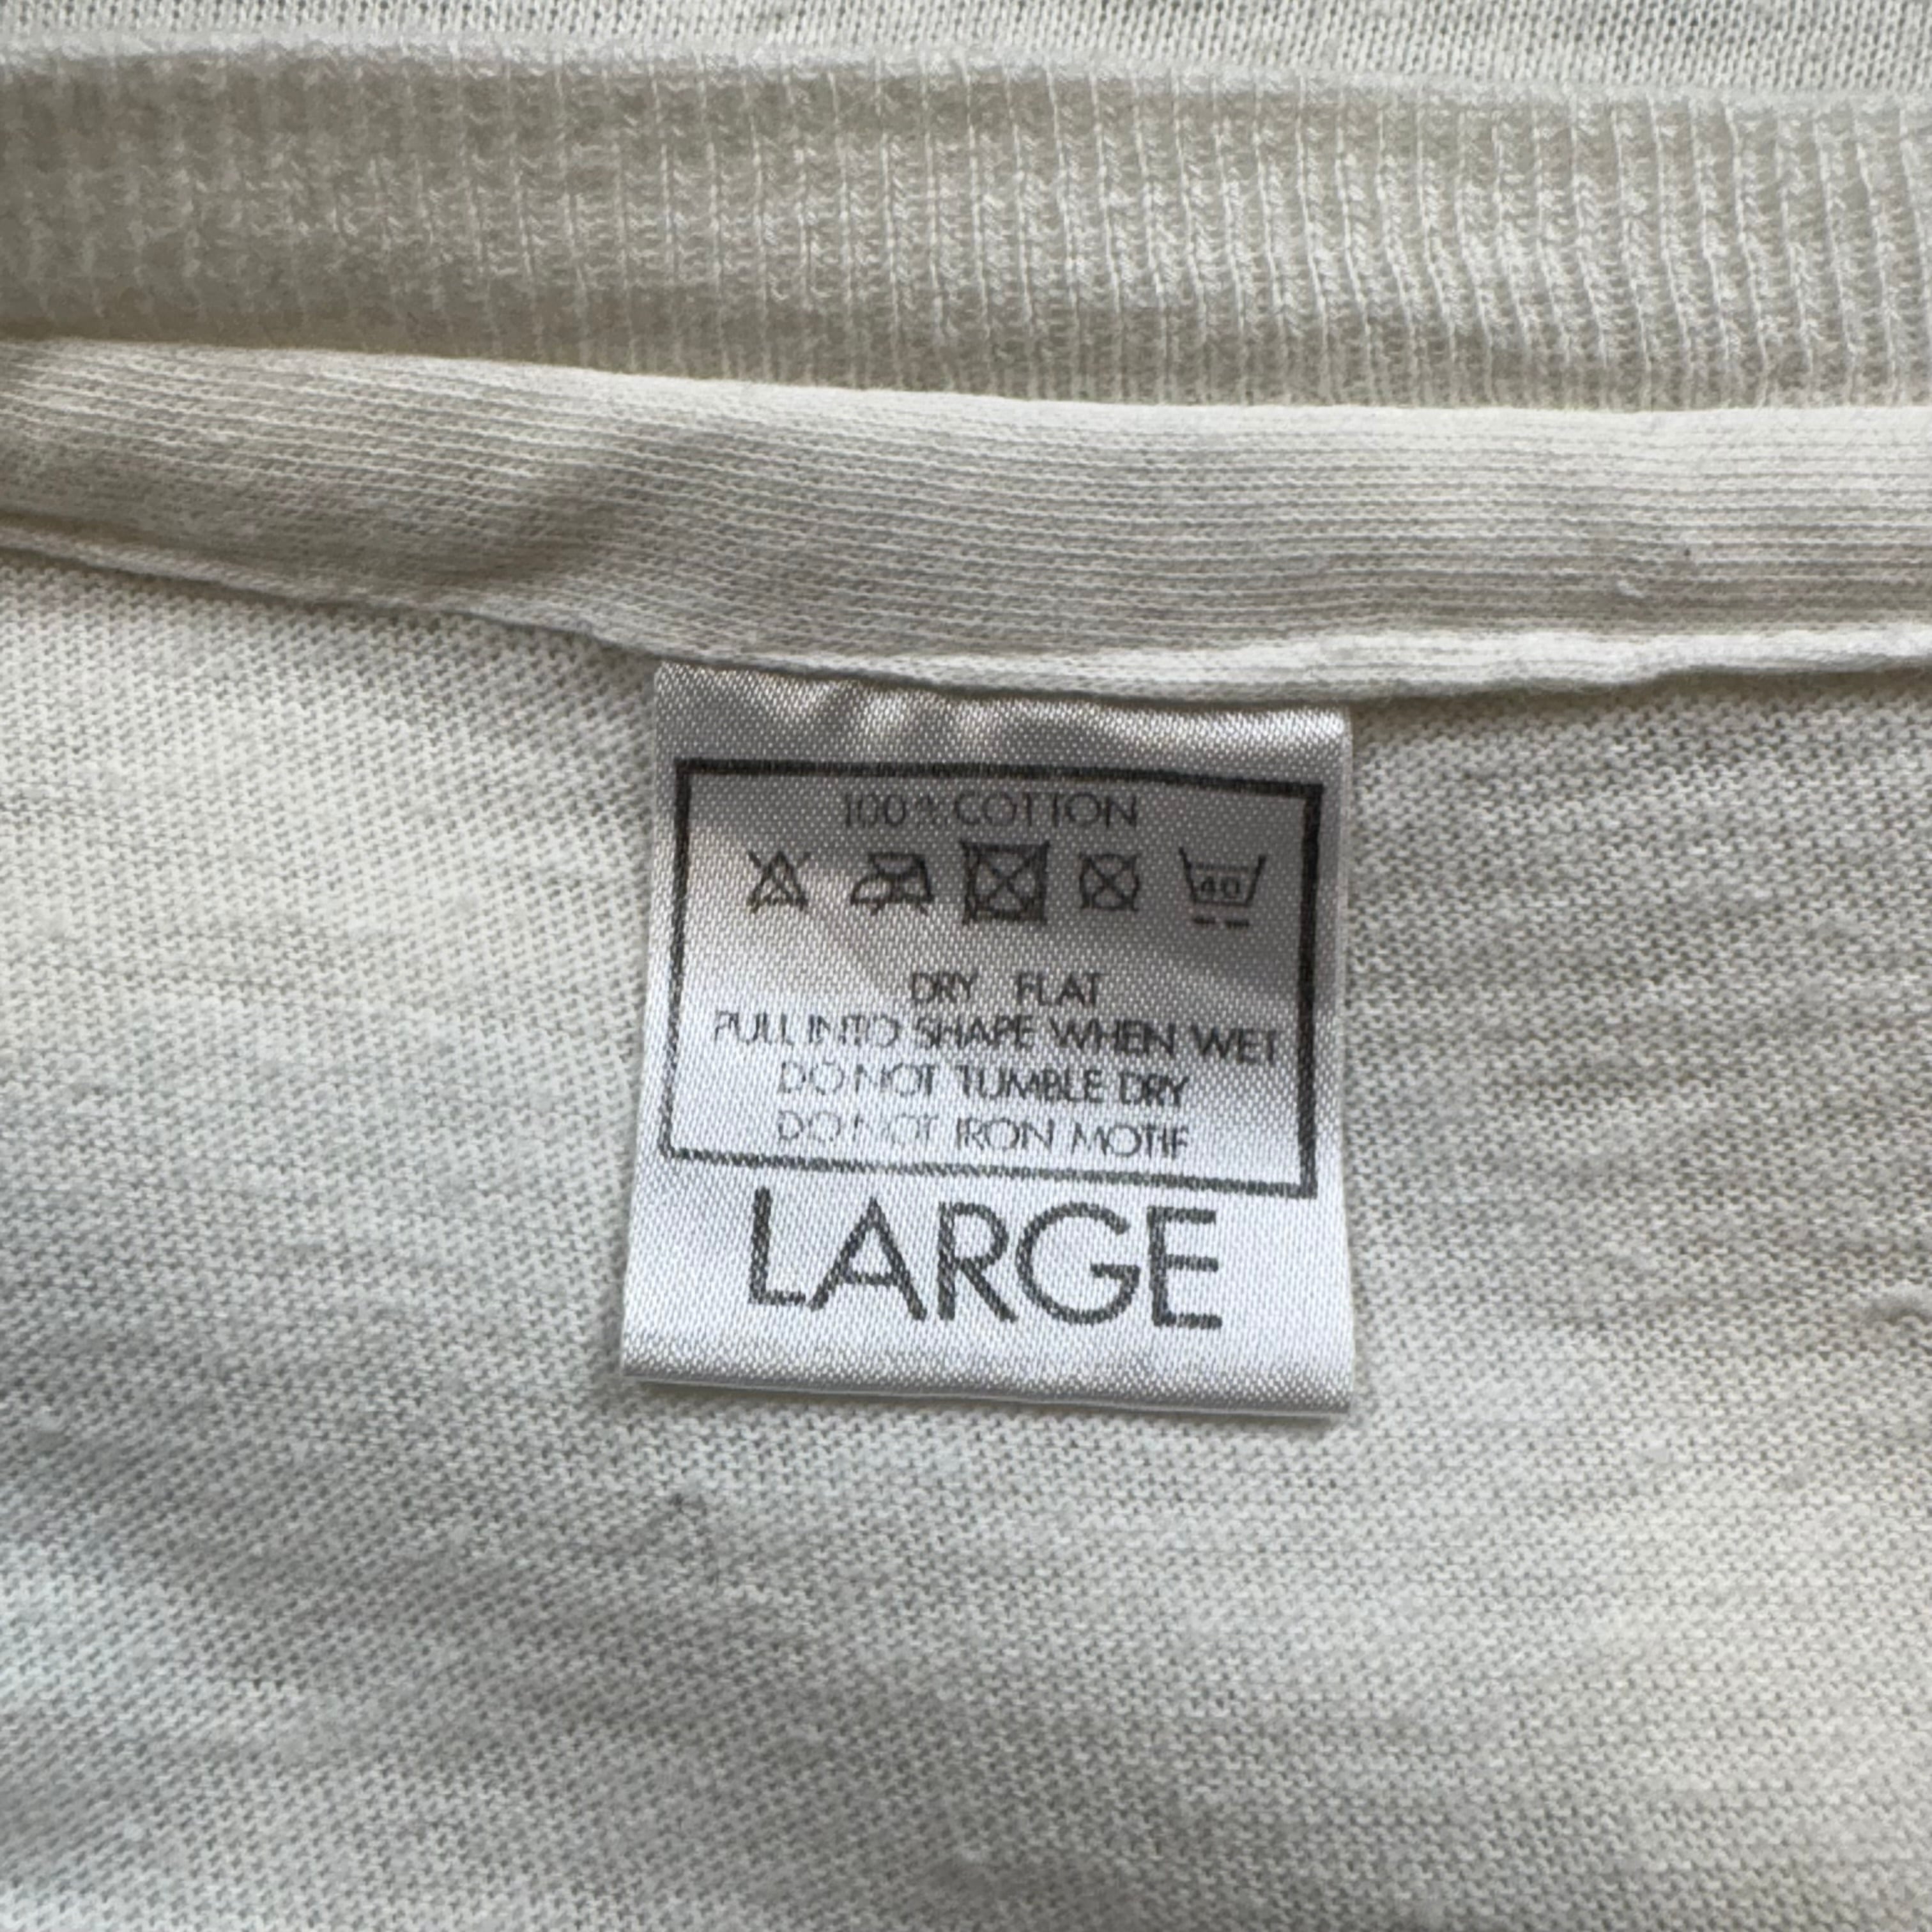 100% COTTON
40
DRY FLAT
PULL INTO SHAPE WHEN WET
DO NOT TUMBLE DRY
DO NOT IRON MOTIF
LARGE